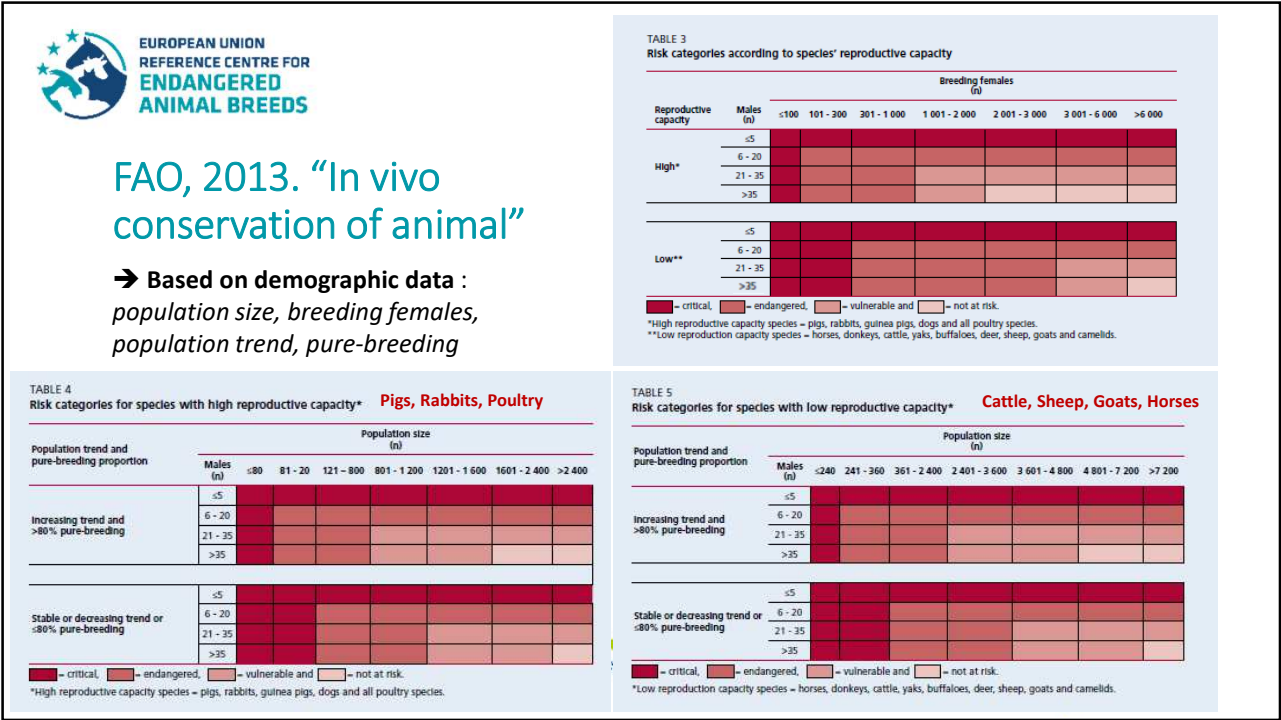 EUROPEAN UNION
REFERENCE CENTRE FOR
ENDANGERED
ANIMAL BREEDS
FAO, 2013. “In vivo
conservation of animal”
➔ Based on demographic data :
population size, breeding females,
population trend, pure-breeding
TABLE 3
Risk categories according to species’ reproductive capacity
Breeding females
(n)
Reproductive capacity Males (n) ≤100 101 - 300 301 - 1 000 1 001 - 2 000 2 001 - 3 000 3 001 - 6 000 >6 000
High*
≤5
6 - 20
21 - 35
>35
Low**
≤5
6 - 20
21 - 35
>35
= critical, = endangered, = vulnerable and = not at risk.
*High reproductive capacity species = pigs, rabbits, guinea pigs, dogs and all poultry species.
**Low reproduction capacity species = horses, donkeys, cattle, yaks, buffaloes, deer, sheep, goats and camelids.
TABLE 4
Risk categories for species with high reproductive capacity* Pigs, Rabbits, Poultry
Population size
(n)
Population trend and
pure-breeding proportion
Males (n) ≤80 81 - 20 121 – 800 801 - 1 200 1201 - 1 600 1601 - 2 400 >2 400
Increasing trend and
>80% pure-breeding
≤5
6 - 20
21 - 35
>35
Stable or decreasing trend or
≤80% pure-breeding
≤5
6 - 20
21 - 35
>35
= critical, = endangered, = vulnerable and = not at risk.
*High reproductive capacity species = pigs, rabbits, guinea pigs, dogs and all poultry species.
TABLE 5
Risk categories for species with low reproductive capacity* Cattle, Sheep, Goats, Horses
Population size
(n)
Population trend and
pure-breeding proportion
Males (n) ≤240 241 - 360 361 - 2 400 2 401 - 3 600 3 601 - 4 800 4 801 - 7 200 >7 200
Increasing trend and
>80% pure-breeding
≤5
6 - 20
21 - 35
>35
Stable or decreasing trend or
≤80% pure-breeding
≤5
6 - 20
21 - 35
>35
= critical, = endangered, = vulnerable and = not at risk.
*Low reproduction capacity species = horses, donkeys, cattle, yaks, buffaloes, deer, sheep, goats and camelids.